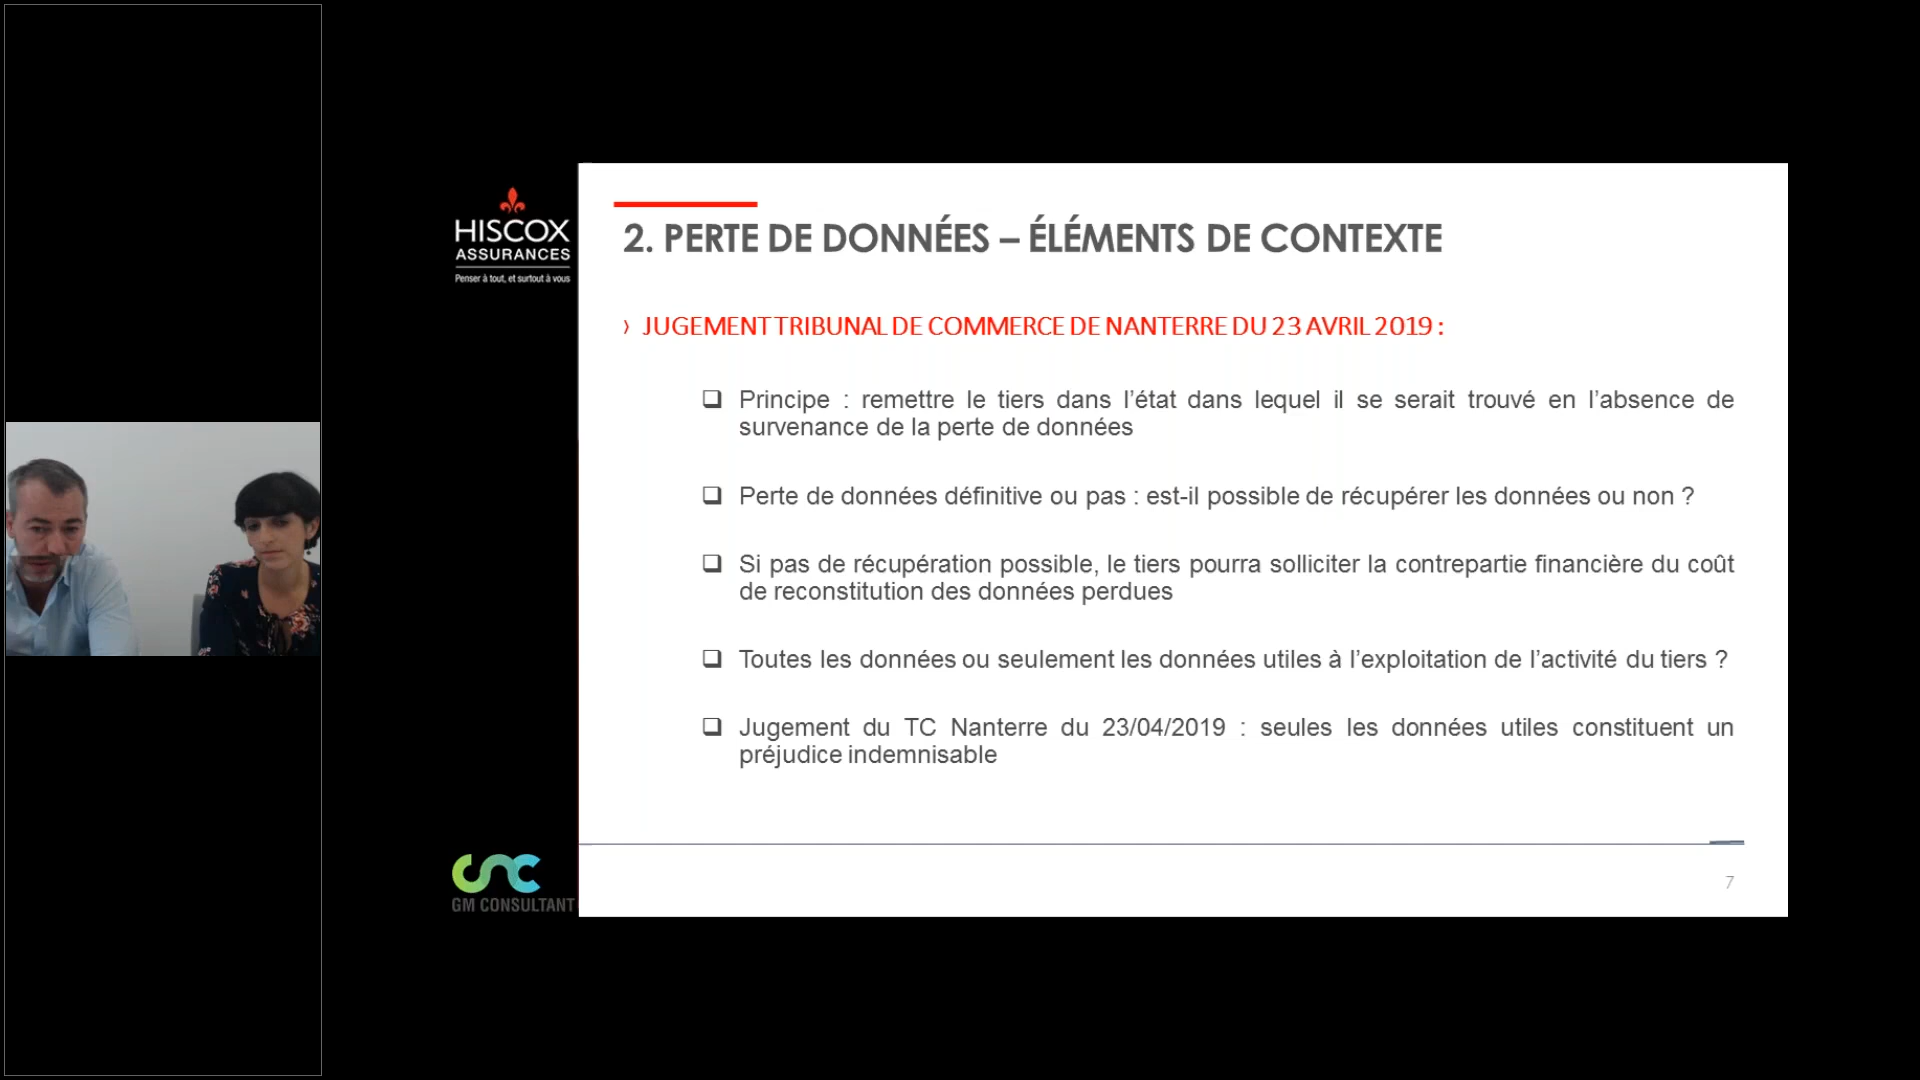 HISCOX
ASSURANCES
Penser à tout, et surtout à vous
2. PERTE DE DONNÉES – ÉLÉMENTS DE CONTEXTE
› JUGEMENT TRIBUNAL DE COMMERCE DE NANTERRE DU 23 AVRIL 2019 :
❑ Principe : remettre le tiers dans l’état dans lequel il se serait trouvé en l’absence de
survenance de la perte de données
❑ Perte de données définitive ou pas : est-il possible de récupérer les données ou non ?
❑ Si pas de récupération possible, le tiers pourra solliciter la contrepartie financière du coût
de reconstitution des données perdues
❑ Toutes les données ou seulement les données utiles à l’exploitation de l’activité du tiers ?
❑ Jugement du TC Nanterre du 23/04/2019 : seules les données utiles constituent un
préjudice indemnisable
GM CONSULTANT
7